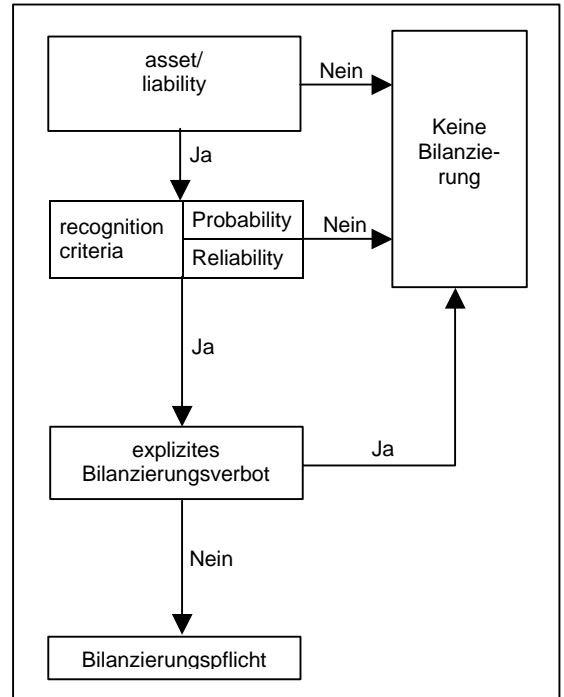 asset/
liability
Nein
Keine
Bilanzie-
rung
Ja
recognition
criteria
Probability
Reliability
Nein
Ja
explizites
Bilanzierungsverbot
Ja
Nein
Bilanzierungspflicht